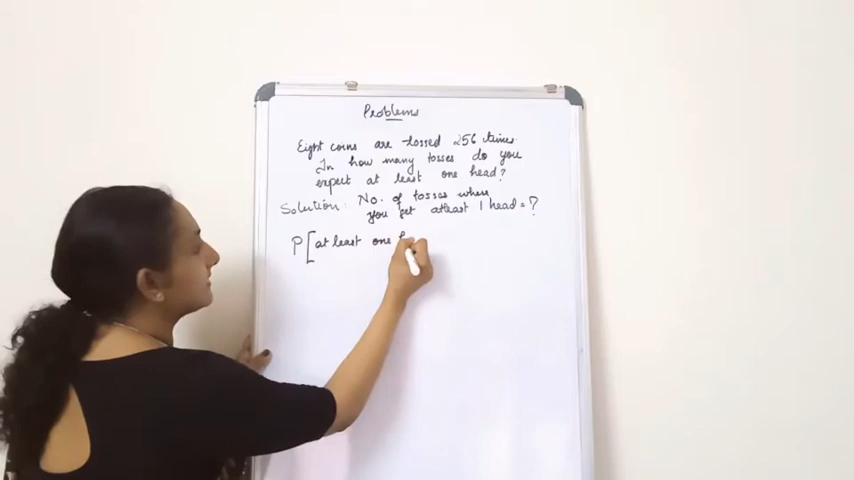 Problems
Eight coins are tossed 256 times.
In how many tosses do you
expect at least one head?
Solution: No. of tosses where
you get atleast 1 head = ?
P[at least one h